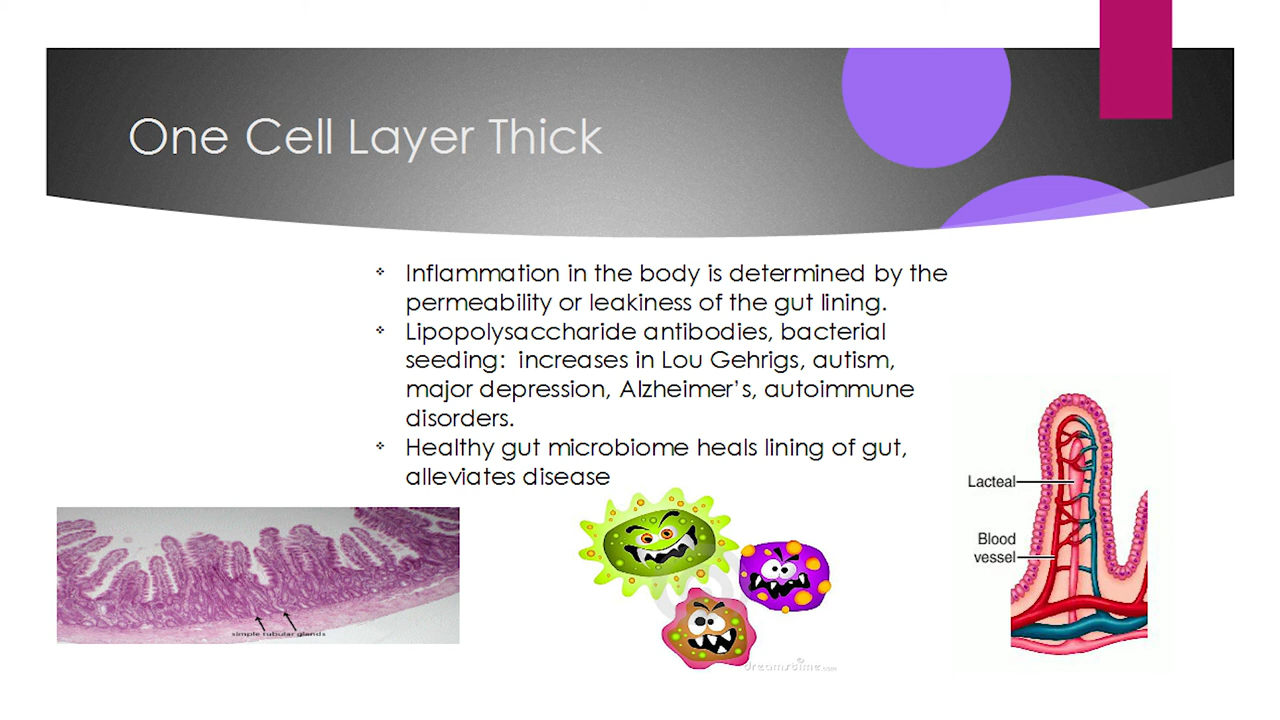 One Cell Layer Thick
Inflammation in the body is determined by the
permeability or leakiness of the gut lining.
Lipopolysaccharide antibodies, bacterial
seeding:  increases in Lou Gehrigs, autism,
major depression, Alzheimer's, autoimmune
disorders.
Healthy gut microbiome heals lining of gut,
alleviates disease
Lacteal
Blood
vessel
simple tubular glands
dreamstime.com